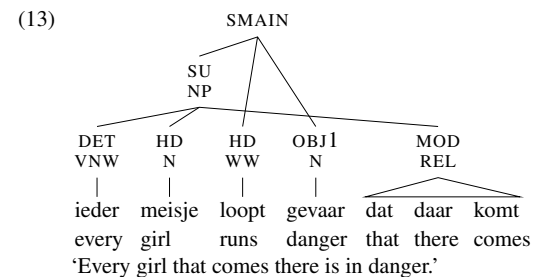 (13) SMAIN
SU
NP
DET HD HD OBJ1 MOD
VNW N WW N REL
ieder meisje loopt gevaar dat daar komt
every girl runs danger that there comes
‘Every girl that comes there is in danger.’